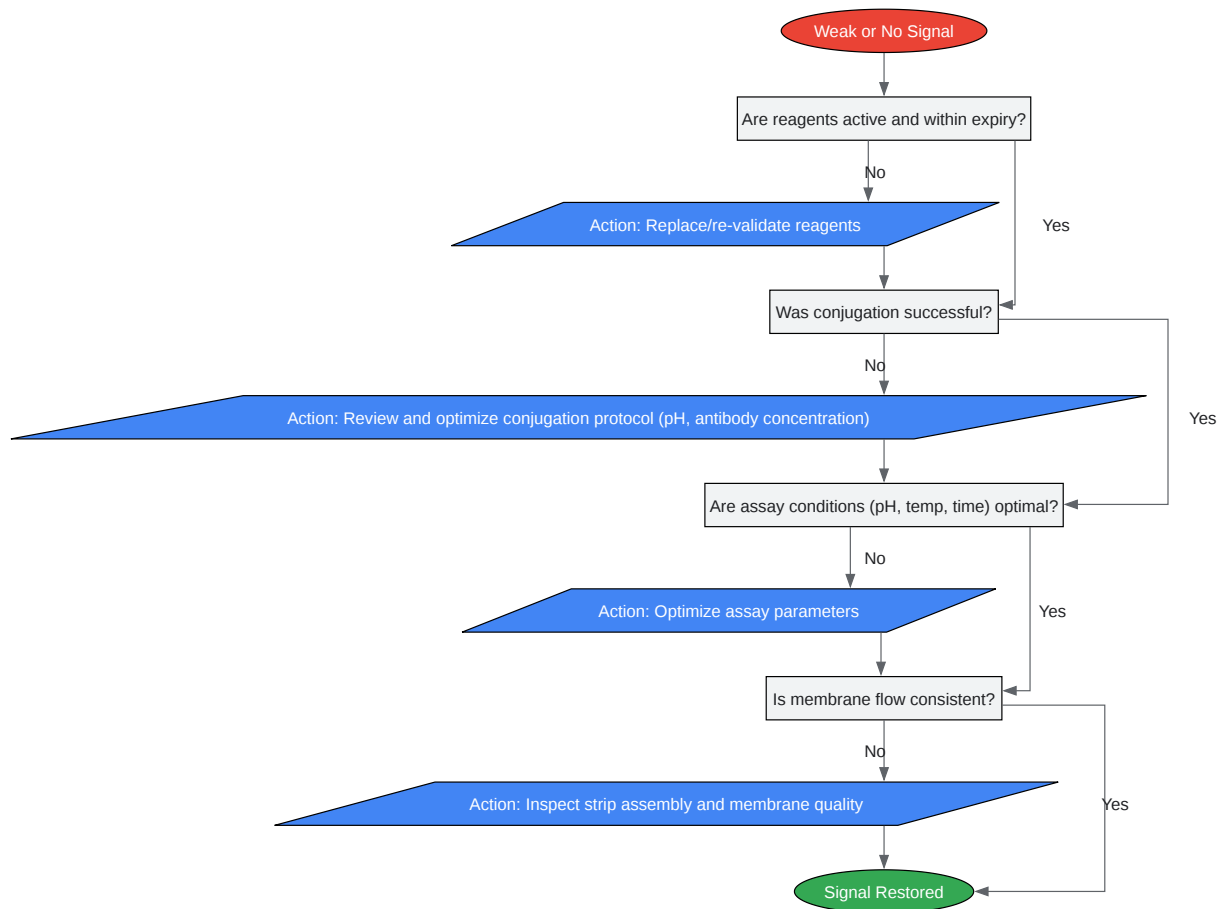 Weak or No Signal
Are reagents active and within expiry?
No
Action: Replace/re-validate reagents
Yes
Was conjugation successful?
No
Action: Review and optimize conjugation protocol (pH, antibody concentration)
Yes
Are assay conditions (pH, temp, time) optimal?
No
Action: Optimize assay parameters
Yes
Is membrane flow consistent?
No
Action: Inspect strip assembly and membrane quality
Yes
Signal Restored